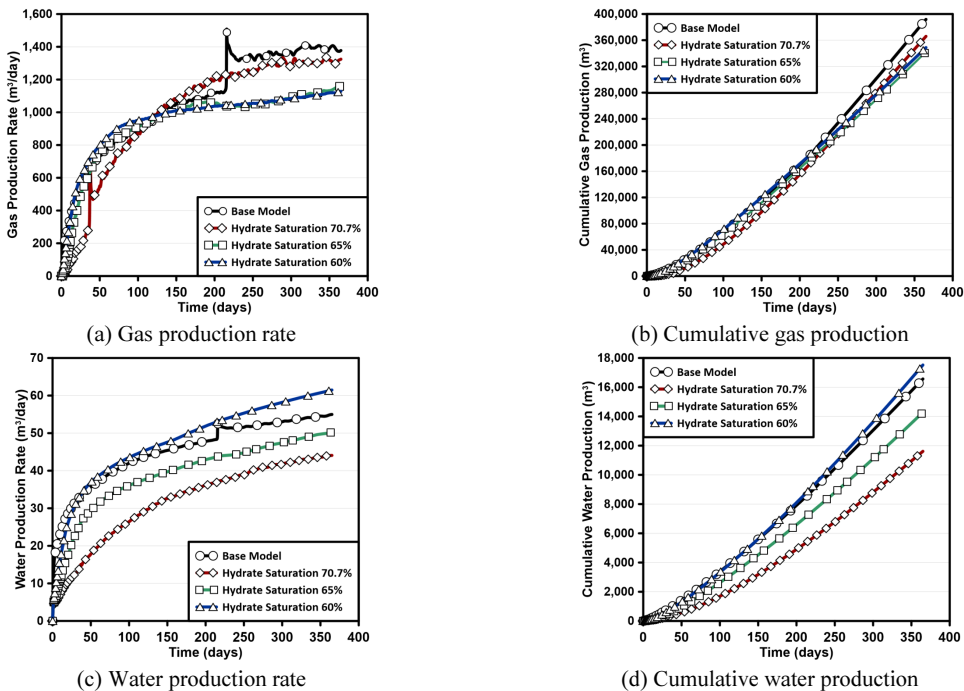 1,600
1,400
1,200
1,000
800
600
400
200
0
Gas Production Rate (m³/day)
Base Model
Hydrate Saturation 70.7%
Hydrate Saturation 65%
Hydrate Saturation 60%
0 50 100 150 200 250 300 350 400
Time (days)
(a) Gas production rate
400,000
360,000
320,000
280,000
240,000
200,000
160,000
120,000
80,000
40,000
0
Cumulative Gas Production (m³)
Base Model
Hydrate Saturation 70.7%
Hydrate Saturation 65%
Hydrate Saturation 60%
0 50 100 150 200 250 300 350 400
Time (days)
(b) Cumulative gas production
70
60
50
40
30
20
10
0
Water Production Rate (m³/day)
Base Model
Hydrate Saturation 70.7%
Hydrate Saturation 65%
Hydrate Saturation 60%
0 50 100 150 200 250 300 350 400
Time (days)
(c) Water production rate
18,000
16,000
14,000
12,000
10,000
8,000
6,000
4,000
2,000
0
Cumulative Water Production (m³)
Base Model
Hydrate Saturation 70.7%
Hydrate Saturation 65%
Hydrate Saturation 60%
0 50 100 150 200 250 300 350 400
Time (days)
(d) Cumulative water production